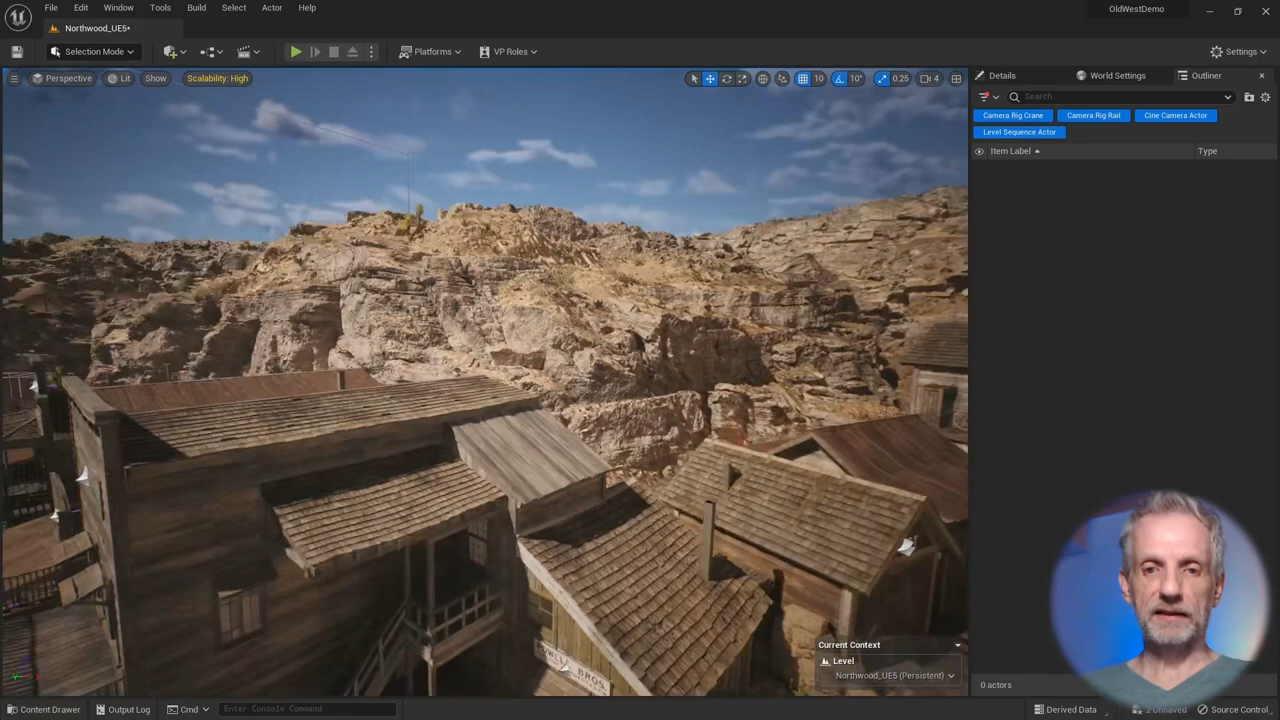 File Edit Window Tools Build Select Actor Help
OldWestDemo
Northwood_UE5*
Selection Mode
Platforms
VP Roles
Settings
Perspective
Lit
Show
Scalability: High
10
10°
0.25
4
Details
World Settings
Outliner
Search...
Camera Rig Crane
Camera Rig Rail
Cine Camera Actor
Level Sequence Actor
Item Label
Type
BROS.
Current Context
Level
Northwood_UE5 (Persistent)
0 actors
Content Drawer
Output Log
Cmd
Enter Console Command
Derived Data
2 Unsaved
Source Control